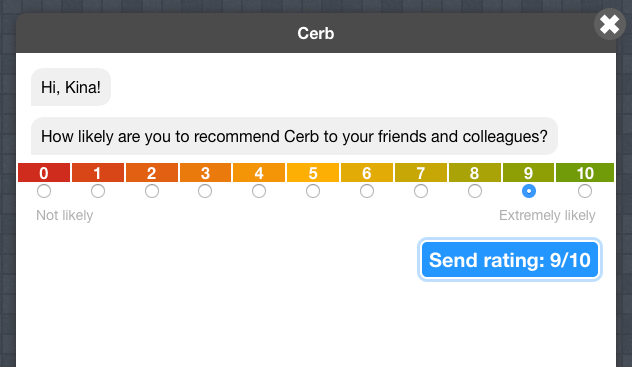 Cerb
Hi, Kina!
How likely are you to recommend Cerb to your friends and colleagues?
0 1 2 3 4 5 6 7 8 9 10
Not likely Extremely likely
Send rating: 9/10